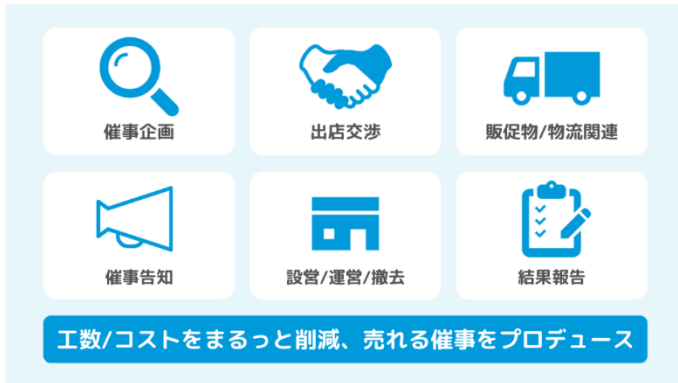 催事企画
出店交渉
販促物/物流関連
催事告知
設営/運営/撤去
結果報告
工数/コストをまるっと削減、売れる催事をプロデュース